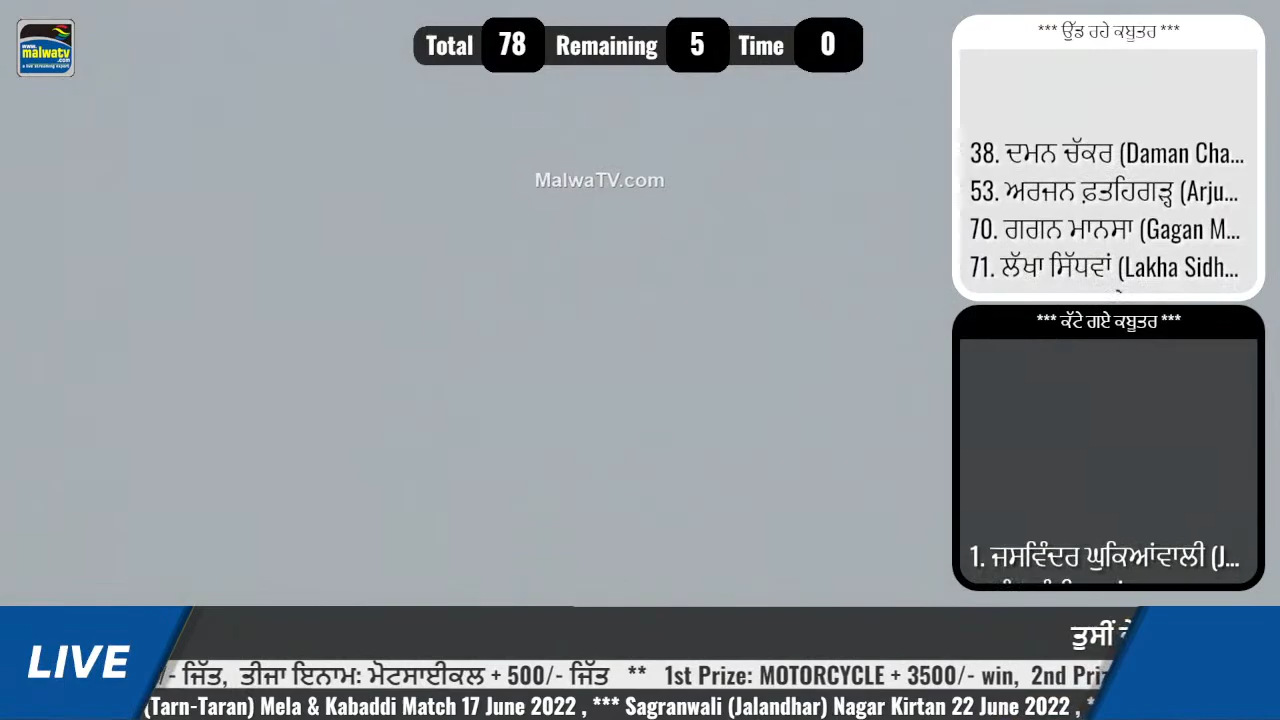 www.
malwatv
.com
Total 78 Remaining 5 Time 0
MalwaTV.com
*** ਉੱਡ ਰਹੇ ਕਬੂਤਰ ***
38. ਦਮਨ ਚੱਕਰ (Daman Cha...
53. ਅਰਜਨ ਫ਼ਤਹਿਗੜ੍ਹ (Arju...
70. ਗਗਨ ਮਾਨਸਾ (Gagan M...
71. ਲੱਖਾ ਸਿੱਧਵਾਂ (Lakha Sidh...
*** ਕੱਟੇ ਗਏ ਕਬੂਤਰ ***
1. ਜਸਵਿੰਦਰ ਘੁਕਿਆਂਵਾਲੀ (J...
ਤੁਸੀਂ
LIVE
/- ਜਿੱਤ, ਤੀਜਾ ਇਨਾਮ: ਮੋਟਸਾਈਕਲ + 500/- ਜਿੱਤ ** 1st Prize: MOTORCYCLE + 3500/- win, 2nd Priz
(Tarn-Taran) Mela & Kabaddi Match 17 June 2022 , *** Sagranwali (Jalandhar) Nagar Kirtan 22 June 2022 , *